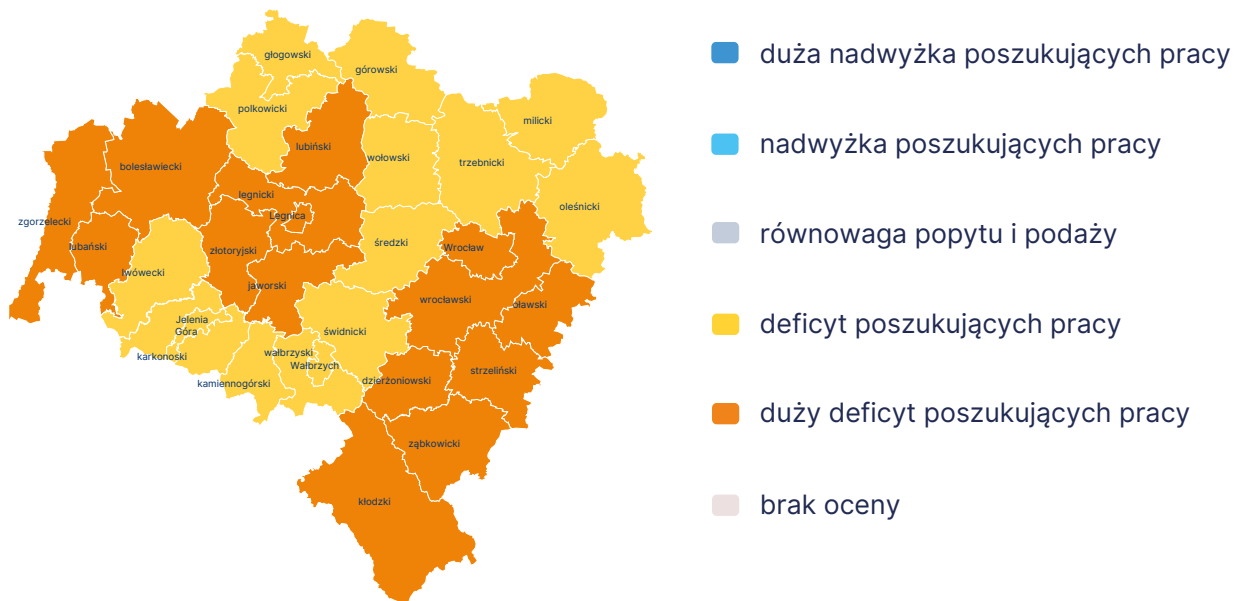 głogowski
górowski
polkowicki
milicki
lubiński
wołowski
trzebnicki
bolesławiecki
legnicki
oleśnicki
Legnica
zgorzelecki
lubański
złotoryjski
średzki
Wrocław
lwówecki
jaworski
wrocławski
oławski
Jelenia
Góra
świdnicki
karkonoski
wałbrzyski
Wałbrzych
kamiennogórski
dzierżoniowski
strzeliński
ząbkowicki
kłodzki
duża nadwyżka poszukujących pracy
nadwyżka poszukujących pracy
równowaga popytu i podaży
deficyt poszukujących pracy
duży deficyt poszukujących pracy
brak oceny